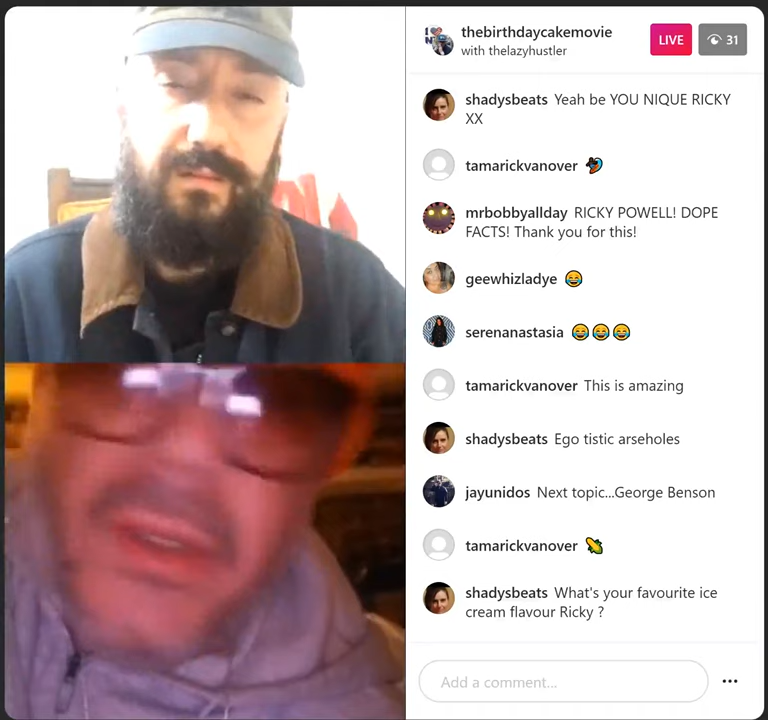 thebirthdaycakemovie
with thelazyhustler
LIVE
31
shadysbeats Yeah be YOU NIQUE RICKY
XX
tamarickvanover
mrbobbyallday RICKY POWELL! DOPE
FACTS! Thank you for this!
geewhizladye 😂
serenanastasia 😂😂😂
tamarickvanover This is amazing
shadysbeats Ego tistic arseholes
jayunidos Next topic...George Benson
tamarickvanover 🌽
shadysbeats What's your favourite ice
cream flavour Ricky ?
Add a comment...